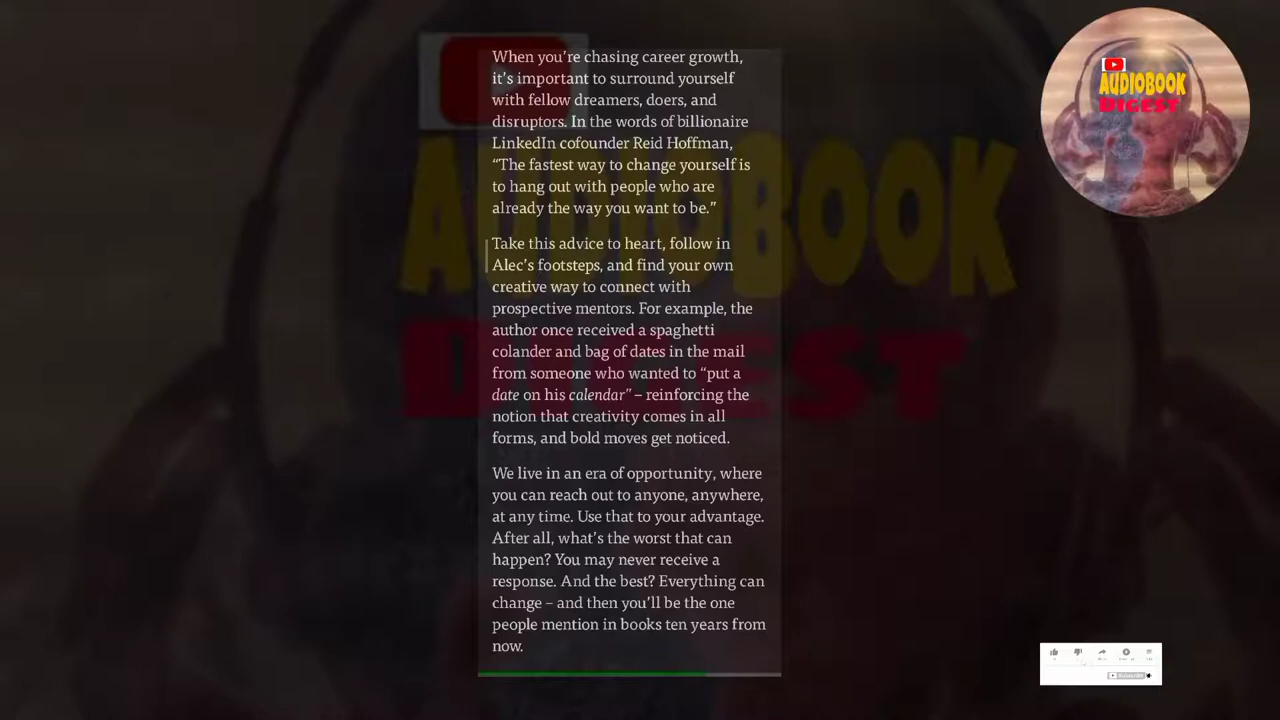 When you’re chasing career growth,
it’s important to surround yourself
with fellow dreamers, doers, and
disruptors. In the words of billionaire
LinkedIn cofounder Reid Hoffman,
“The fastest way to change yourself is
to hang out with people who are
already the way you want to be.”
Take this advice to heart, follow in
Alec’s footsteps, and find your own
creative way to connect with
prospective mentors. For example, the
author once received a spaghetti
colander and bag of dates in the mail
from someone who wanted to “put a
date on his calendar” – reinforcing the
notion that creativity comes in all
forms, and bold moves get noticed.
We live in an era of opportunity, where
you can reach out to anyone, anywhere,
at any time. Use that to your advantage.
After all, what’s the worst that can
happen? You may never receive a
response. And the best? Everything can
change – and then you’ll be the one
people mention in books ten years from
now.
AUDIOBOOK
DIGEST
AUDIOBOOK
DIGEST